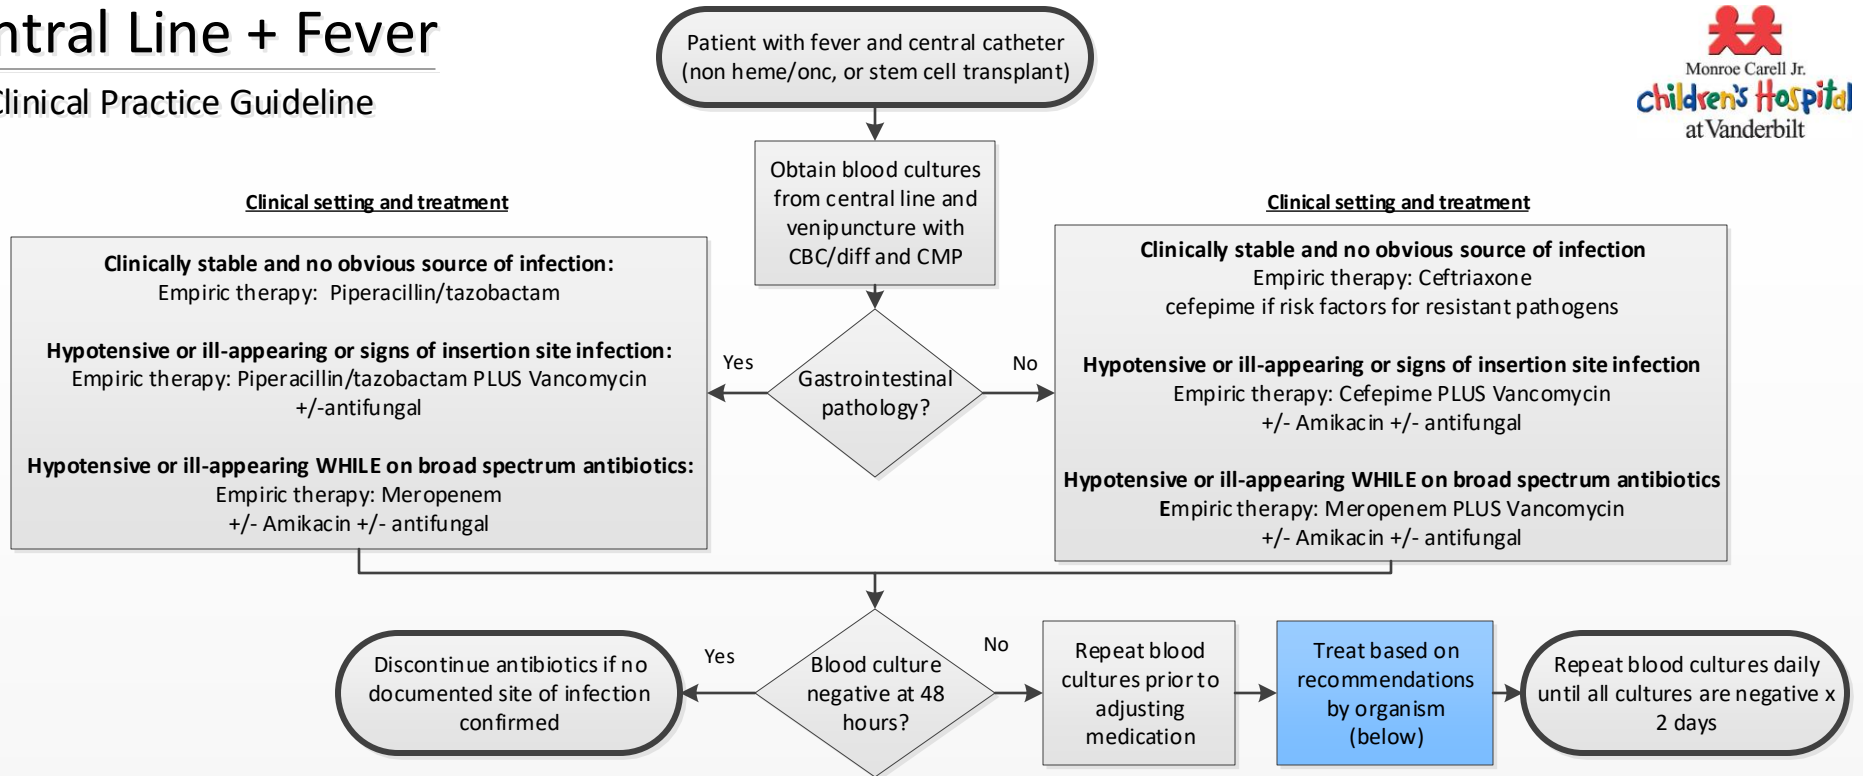 ntral Line + Fever
Clinical Practice Guideline
Patient with fever and central catheter
(non heme/onc, or stem cell transplant)
Monroe Carell Jr.
Children's Hospital
at Vanderbilt
Obtain blood cultures
from central line and
venipuncture with
CBC/diff and CMP
Clinical setting and treatment
Clinically stable and no obvious source of infection:
Empiric therapy: Piperacillin/tazobactam
Hypotensive or ill-appearing or signs of insertion site infection:
Empiric therapy: Piperacillin/tazobactam PLUS Vancomycin
+/-antifungal
Hypotensive or ill-appearing WHILE on broad spectrum antibiotics:
Empiric therapy: Meropenem
+/- Amikacin +/- antifungal
Yes
Gastrointestinal
pathology?
No
Clinical setting and treatment
Clinically stable and no obvious source of infection
Empiric therapy: Ceftriaxone
cefepime if risk factors for resistant pathogens
Hypotensive or ill-appearing or signs of insertion site infection
Empiric therapy: Cefepime PLUS Vancomycin
+/- Amikacin +/- antifungal
Hypotensive or ill-appearing WHILE on broad spectrum antibiotics
Empiric therapy: Meropenem PLUS Vancomycin
+/- Amikacin +/- antifungal
Discontinue antibiotics if no
documented site of infection
confirmed
Yes
Blood culture
negative at 48
hours?
No
Repeat blood
cultures prior to
adjusting
medication
Treat based on
recommendations
by organism
(below)
Repeat blood cultures daily
until all cultures are negative x
2 days